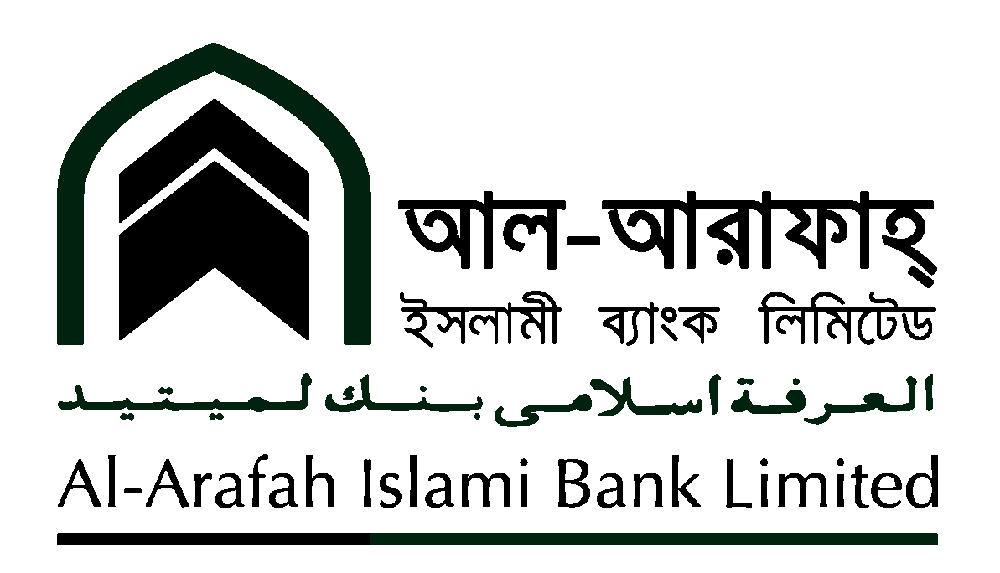 আল-আরাফাহ্
ইসলামী ব্যাংক লিমিটেড
العرفة اسلامى بنك لميتيد
Al-Arafah Islami Bank Limited